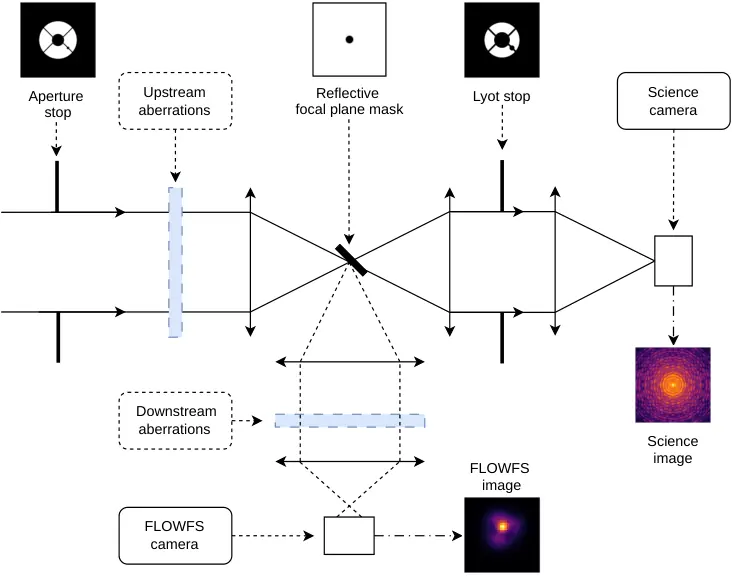 Aperture
stop
Upstream
aberrations
Reflective
focal plane mask
Lyot stop
Science
camera
Downstream
aberrations
FLOWFS
camera
FLOWFS
image
Science
image